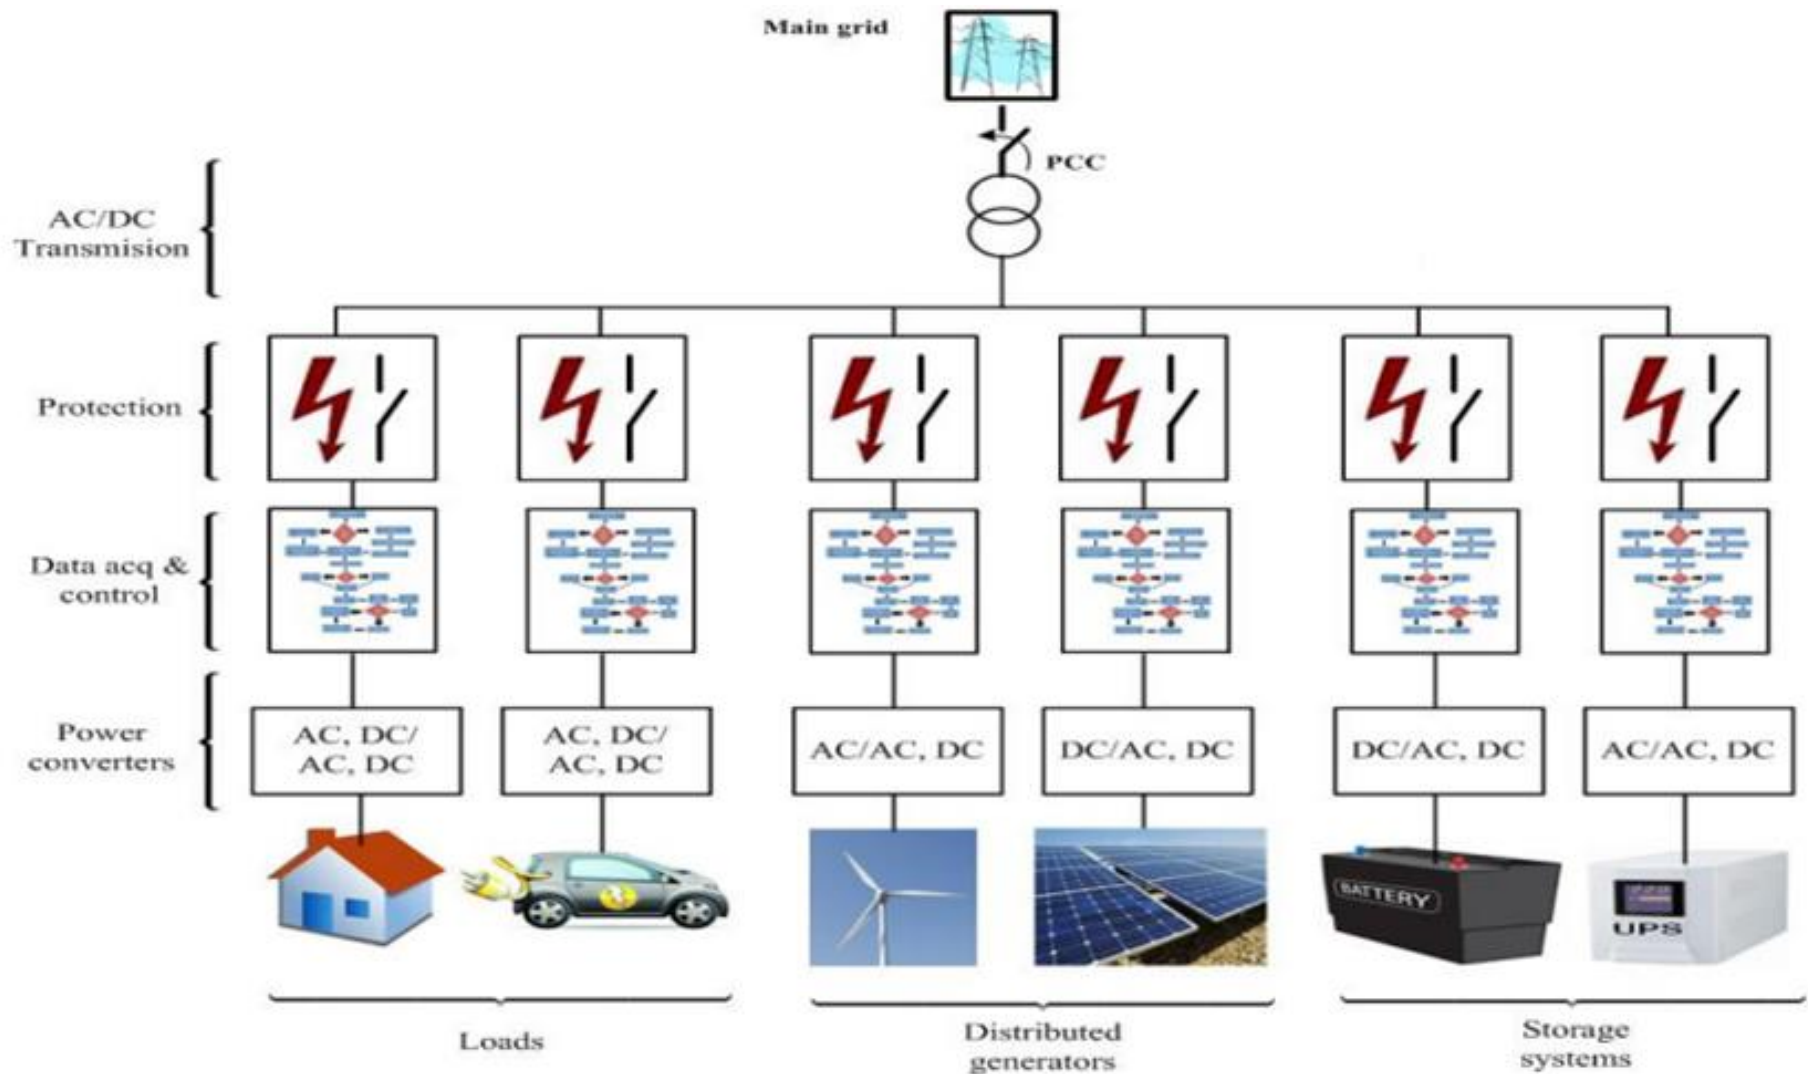 Main grid
PCC
AC/DC
Transmision
Protection
Data acq &
control
Power
converters
AC, DC/
AC, DC
AC, DC/
AC, DC
AC/AC, DC
DC/AC, DC
DC/AC, DC
AC/AC, DC
BATTERY
UPS
Loads
Distributed
generators
Storage
systems